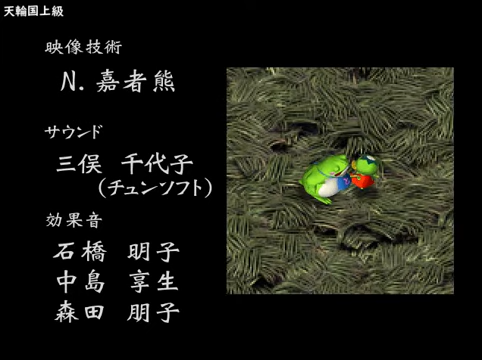 天輪国上級
映像技術
N. 嘉者熊
サウンド
三俣 千代子
(チュンソフト)
効果音
石橋 明子
中島 享生
森田 朋子